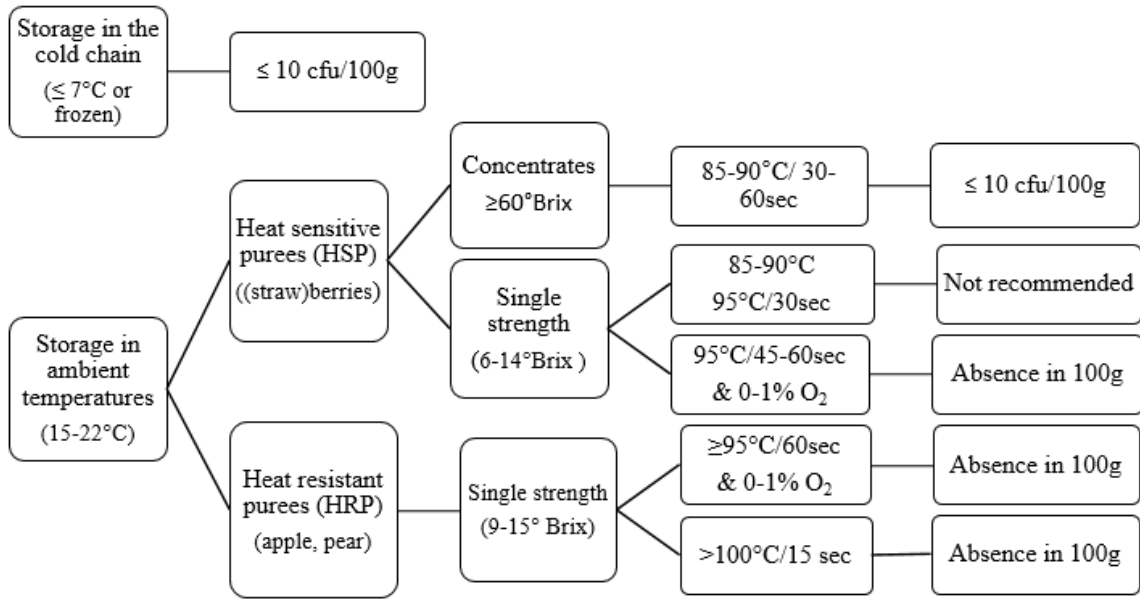 Storage in the
cold chain
(≤ 7°C or
frozen)
≤ 10 cfu/100g
Storage in
ambient
temperatures
(15-22°C)
Heat sensitive
purees (HSP)
((straw)berries)
Concentrates
≥60°Brix
85-90°C/ 30-
60sec
≤ 10 cfu/100g
Single
strength
(6-14°Brix )
85-90°C
95°C/30sec
Not recommended
95°C/45-60sec
& 0-1% O₂
Absence in 100g
Heat resistant
purees (HRP)
(apple, pear)
Single strength
(9-15° Brix)
≥95°C/60sec
& 0-1% O₂
Absence in 100g
>100°C/15 sec
Absence in 100g